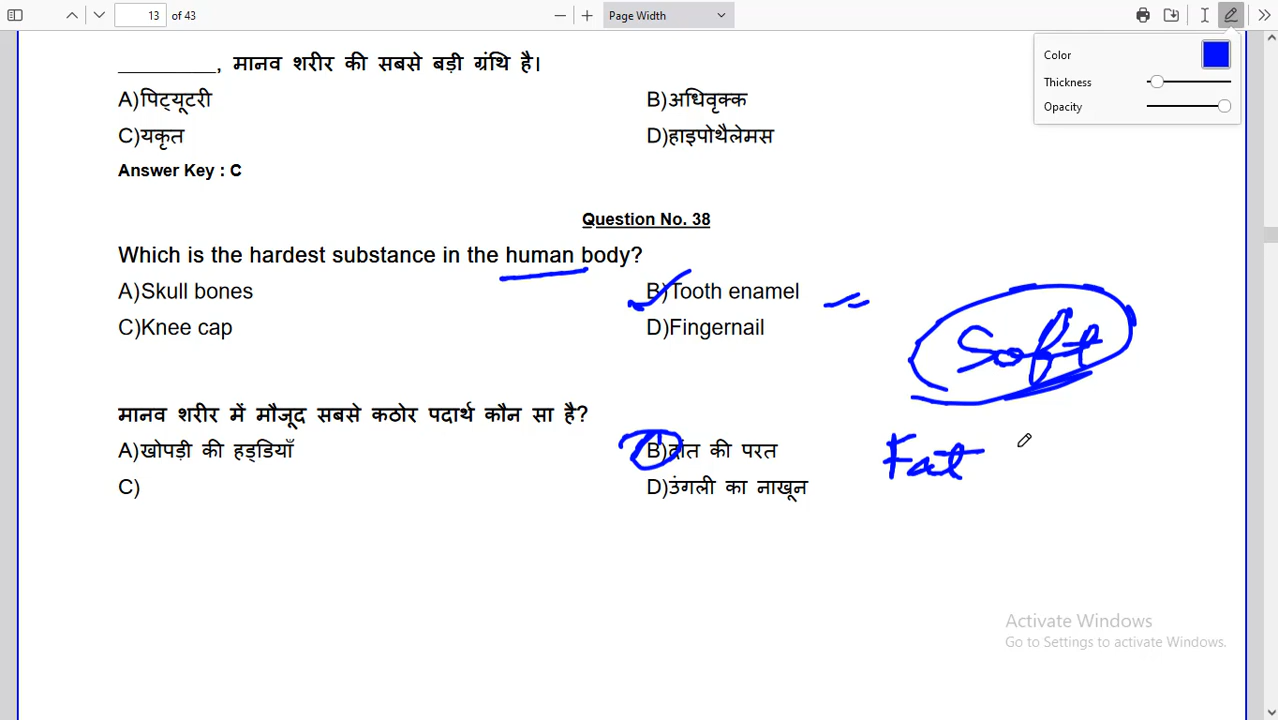 13 of 43
Page Width
Color
Thickness
Opacity
_________, मानव शरीर की सबसे बड़ी ग्रंथि है।
A)पिट्यूटरी B)अधिवृक्क
C)यकृत D)हाइपोथैलेमस
Answer Key : C
Question No. 38
Which is the hardest substance in the human body?
A)Skull bones B)Tooth enamel
C)Knee cap D)Fingernail
Soft
मानव शरीर में मौजूद सबसे कठोर पदार्थ कौन सा है?
A)खोपड़ी की हड्डियाँ B)दांत की परत
Fat
C) D)उंगली का नाखून
Activate Windows
Go to Settings to activate Windows.